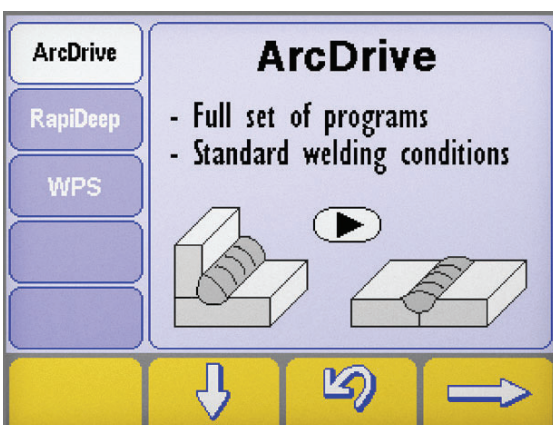 ArcDrive
RapiDeep
WPS
ArcDrive
- Full set of programs
- Standard welding conditions